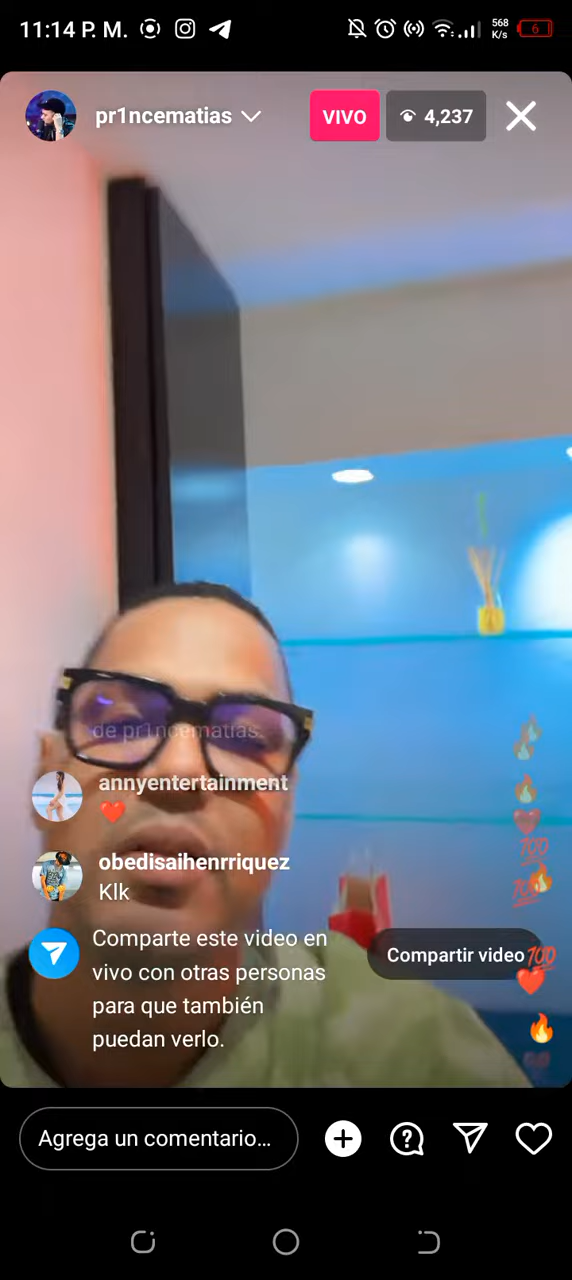 11:14 P. M.
568
K/s
6
pr1ncematias
VIVO
4,237
de pr1ncematias.
annyentertainment
❤️
obedisaihenrriquez
Klk
Comparte este video en
vivo con otras personas
para que también
puedan verlo.
Compartir video
Agrega un comentario...